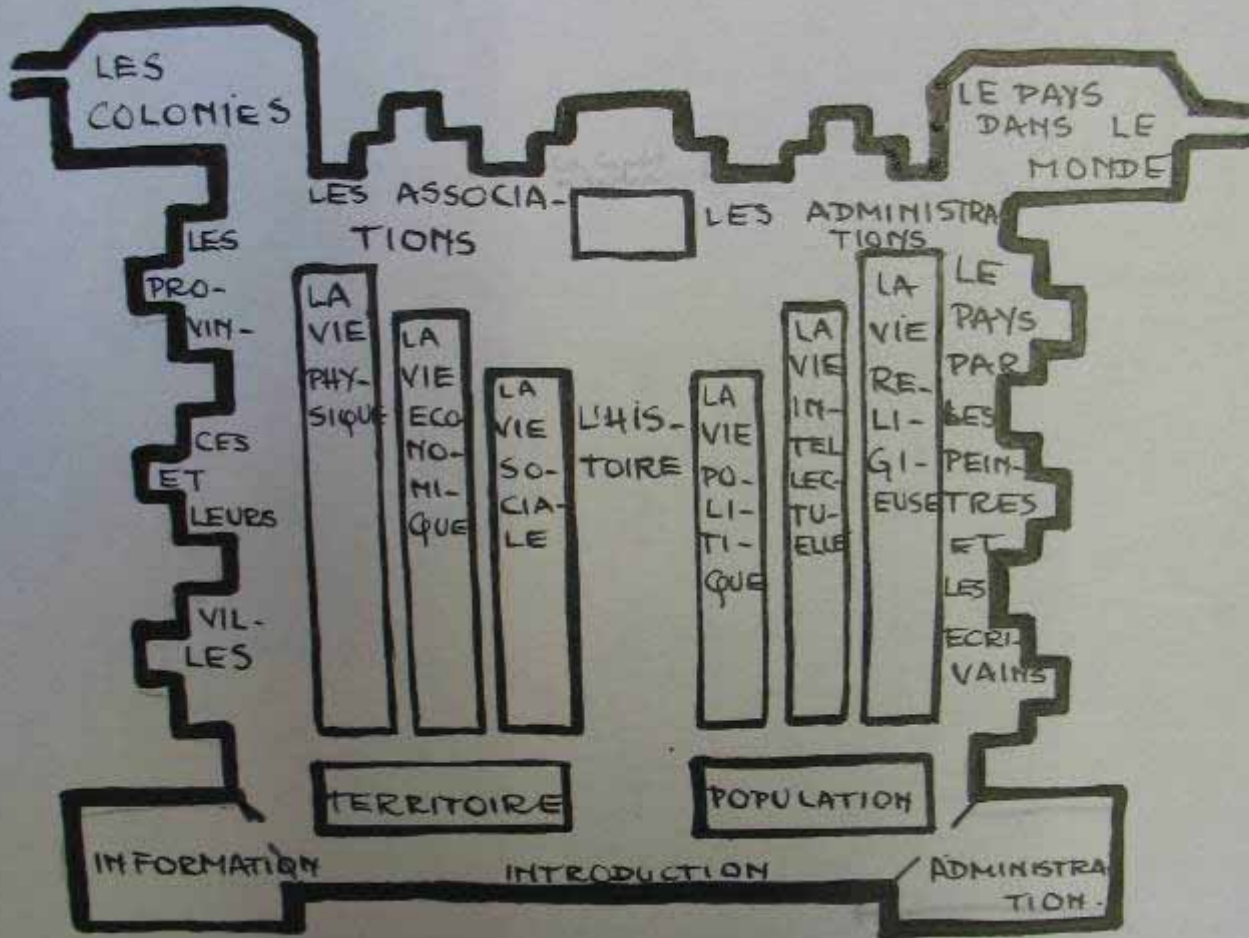 LES
COLONIES
LE PAYS
DANS LE
MONDE
LES ASSOCIA-
TIONS
LES ADMINISTRA
TIONS
LES
PRO-
VIN-
CES
ET
LEURS
VIL-
LES
LA
VIE
PHY-
SIQUE
LA
VIE
ECO
NO-
MI-
QUE
LA
VIE
SO-
CIA-
LE
L'HIS-
TOIRE
LA
VIE
PO-
LI-
TI-
QUE
LA
VIE
IN-
TEL
LEC-
TU-
ELLE
LA
VIE
RE-
LI-
GI-
EUSE
LE
PAYS
PAR
LES
PEIN-
TRES
ET
LES
ECRI-
VAINS
TERRITOIRE
POPULATION
INFORMATION
INTRODUCTION
ADMINISTRA
TION.